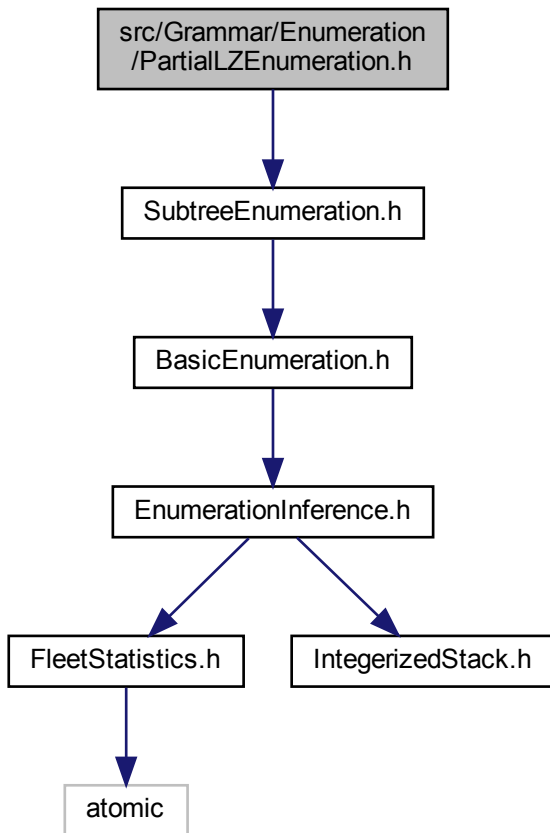 src/Grammar/Enumeration
/PartialLZEnumeration.h
SubtreeEnumeration.h
BasicEnumeration.h
EnumerationInference.h
FleetStatistics.h
IntegerizedStack.h
atomic